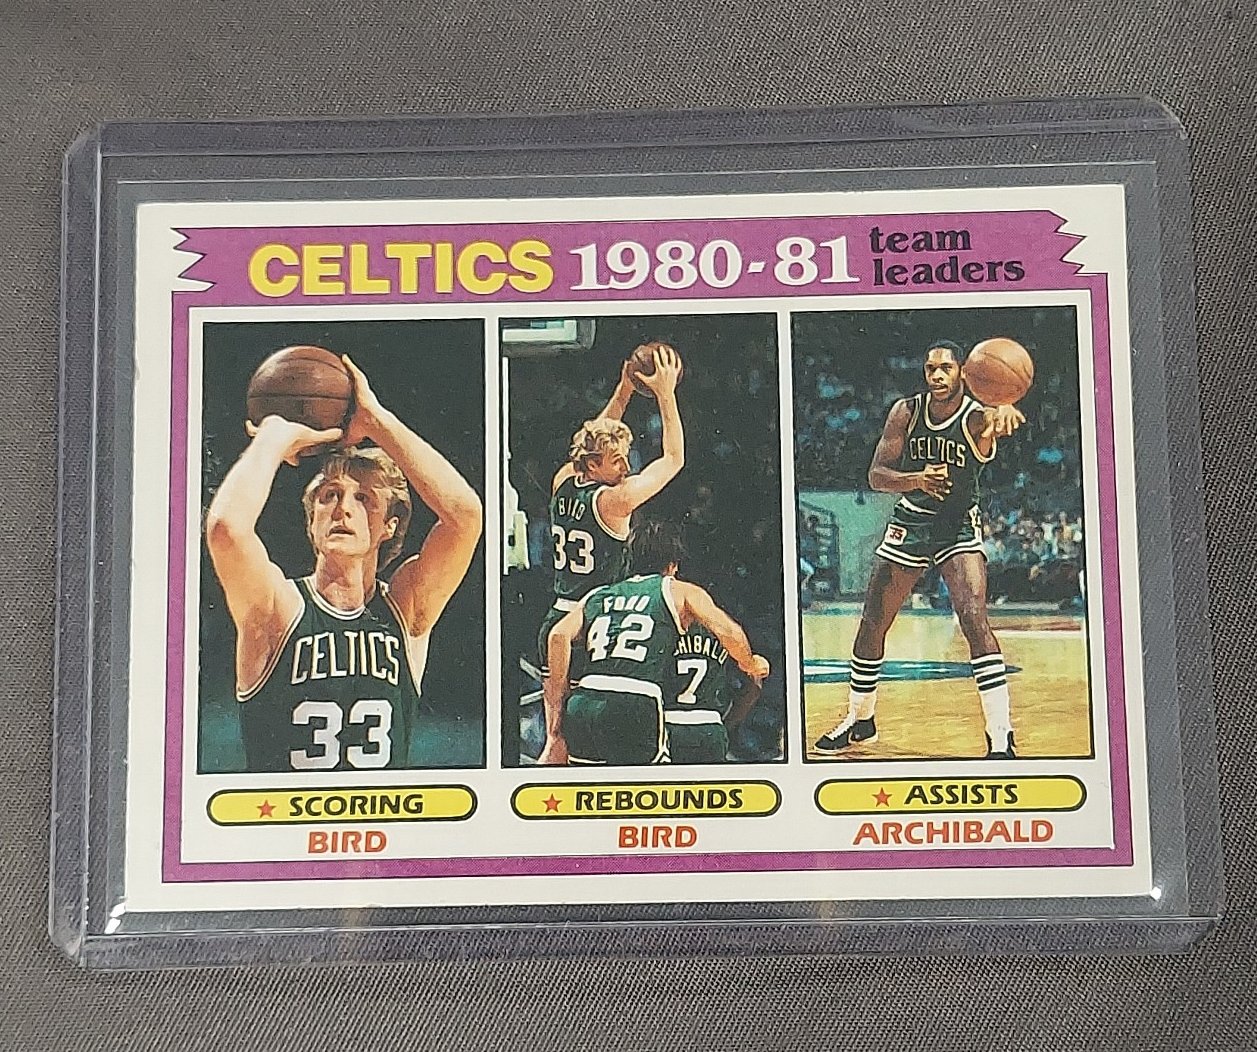 CELTICS 1980-81 team leaders
CELTICS
33
BIRD
33
FORD
42
CHIBALD
7
CELTICS
★ SCORING
BIRD
★ REBOUNDS
BIRD
★ ASSISTS
ARCHIBALD